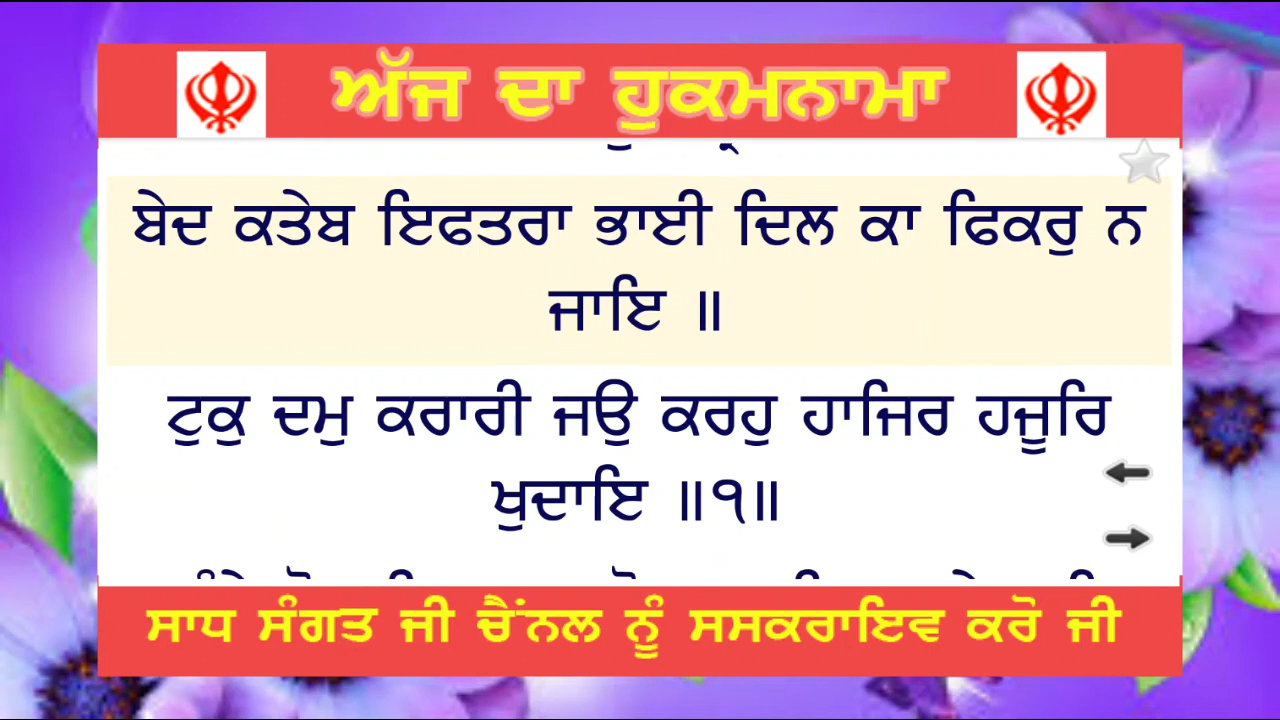 ਅੱਜ ਦਾ ਹੁਕਮਨਾਮਾ
ਬੇਦ ਕਤੇਬ ਇਫਤਰਾ ਭਾਈ ਦਿਲ ਕਾ ਫਿਕਰੁ ਨ
ਜਾਇ ॥
ਟੁਕੁ ਦਮੁ ਕਰਾਰੀ ਜਉ ਕਰਹੁ ਹਾਜਿਰ ਹਜੂਰਿ
ਖੁਦਾਇ ॥੧॥
ਸਾਧ ਸੰਗਤ ਜੀ ਚੈਂਨਲ ਨੂੰ ਸਸਕਰਾਇਵ ਕਰੋ ਜੀ